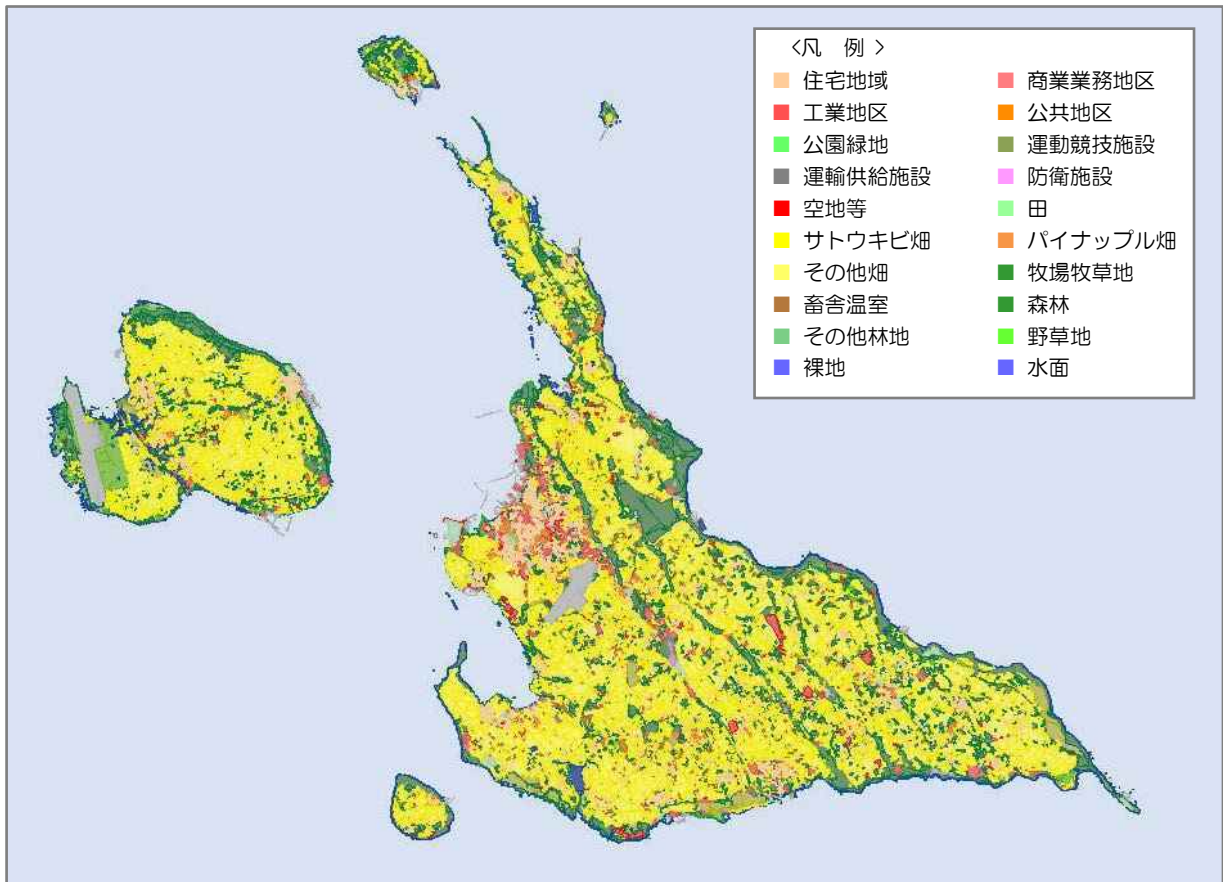 <凡 例>
住宅地域 商業業務地区
工業地区 公共地区
公園緑地 運動競技施設
運輸供給施設 防衛施設
空地等 田
サトウキビ畑 パイナップル畑
その他畑 牧場牧草地
畜舎温室 森林
その他林地 野草地
裸地 水面